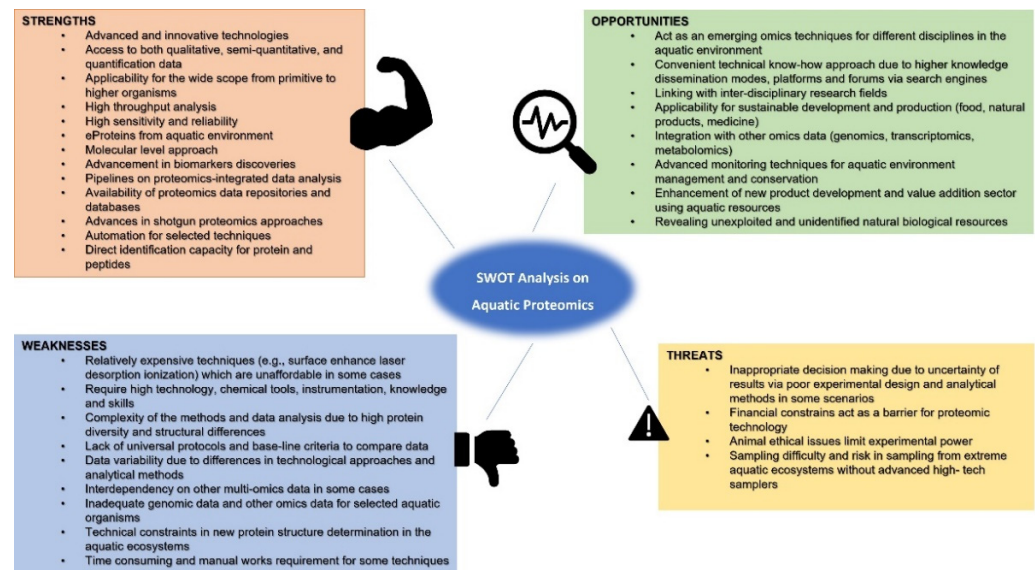 STRENGTHS
• Advanced and innovative technologies
• Access to both qualitative, semi-quantitative, and
quantification data
• Applicability for the wide scope from primitive to
higher organisms
• High throughput analysis
• High sensitivity and reliability
• eProteins from aquatic environment
• Molecular level approach
• Advancement in biomarkers discoveries
• Pipelines on proteomics-integrated data analysis
• Availability of proteomics data repositories and
databases
• Advances in shotgun proteomics approaches
• Automation for selected techniques
• Direct identification capacity for protein and
peptides
OPPORTUNITIES
• Act as an emerging omics techniques for different disciplines in the
aquatic environment
• Convenient technical know-how approach due to higher knowledge
dissemination modes, platforms and forums via search engines
• Linking with inter-disciplinary research fields
• Applicability for sustainable development and production (food, natural
products, medicine)
• Integration with other omics data (genomics, transcriptomics,
metabolomics)
• Advanced monitoring techniques for aquatic environment
management and conservation
• Enhancement of new product development and value addition sector
using aquatic resources
• Revealing unexploited and unidentified natural biological resources
SWOT Analysis on
Aquatic Proteomics
WEAKNESSES
• Relatively expensive techniques (e.g., surface enhance laser
desorption ionization) which are unaffordable in some cases
• Require high technology, chemical tools, instrumentation, knowledge
and skills
• Complexity of the methods and data analysis due to high protein
diversity and structural differences
• Lack of universal protocols and base-line criteria to compare data
• Data variability due to differences in technological approaches and
analytical methods
• Interdependency on other multi-omics data in some cases
• Inadequate genomic data and other omics data for selected aquatic
organisms
• Technical constraints in new protein structure determination in the
aquatic ecosystems
• Time consuming and manual works requirement for some techniques
THREATS
• Inappropriate decision making due to uncertainty of
results via poor experimental design and analytical
methods in some scenarios
• Financial constrains act as a barrier for proteomic
technology
• Animal ethical issues limit experimental power
• Sampling difficulty and risk in sampling from extreme
aquatic ecosystems without advanced high- tech
samplers